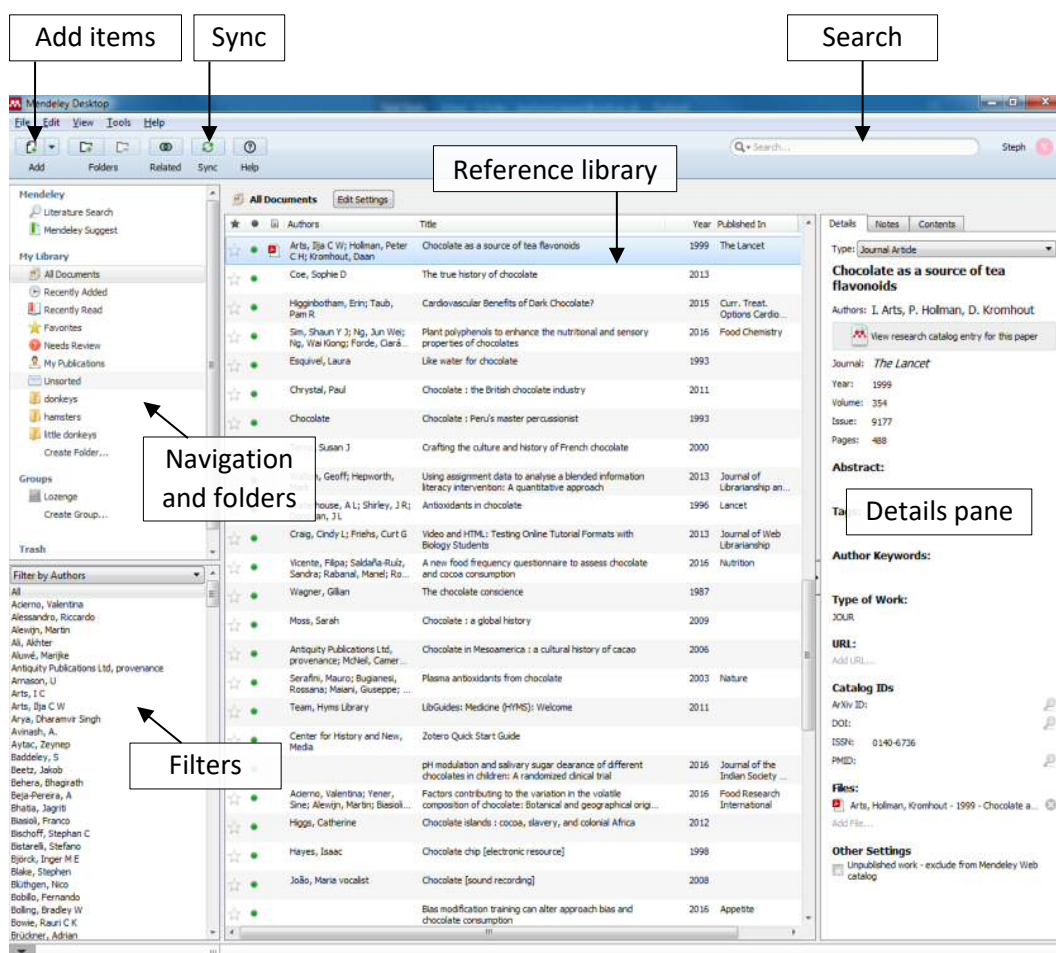 Add items
Sync
Search
Mendeley Desktop
File Edit View Tools Help
Search...
Steph
Add Folders Related Sync Help
Reference library
Mendeley
Literature Search
Mendeley Suggest
My Library
All Documents
Recently Added
Recently Read
Favorites
Needs Review
My Publications
Unsorted
donkeys
hamsters
little donkeys
Create Folder...
Groups
Lozenge
Create Group...
Trash
Navigation
and folders
Filter by Authors
All
Acierno, Valentina
Alessandro, Riccardo
Alewijn, Martin
Ali, Akhter
Aluwé, Marijke
Antiquity Publications Ltd, provenance
Arnason, U
Arts, I C
Arts, Ilja C W
Arya, Dharamvir Singh
Avinash, A.
Aytac, Zeynep
Baddeley, S
Beetz, Jakob
Behera, Bhagirath
Beja-Pereira, A
Bhatia, Jagriti
Biasioli, Franco
Bischoff, Stephan C
Bistarelli, Stefano
Björck, Inger M E
Blake, Stephen
Blüthgen, Nico
Bobillo, Fernando
Bolling, Bradley W
Bowie, Rauri C K
Brückner, Adrian
Filters
All Documents Edit Settings
Authors Title Year Published In
Arts, Ilja C W; Hollman, Peter Chocolate as a source of tea flavonoids 1999 The Lancet
C H; Kromhout, Daan
Coe, Sophie D The true history of chocolate 2013
Higginbotham, Erin; Taub, Cardiovascular Benefits of Dark Chocolate? 2015 Curr. Treat.
Pam R Options Cardio...
Sim, Shaun Y J; Ng, Jun Wei; Plant polyphenols to enhance the nutritional and sensory 2016 Food Chemistry
Ng, Wai Kiong; Forde, Ciará... properties of chocolates
Esquivel, Laura Like water for chocolate 1993
Chrystal, Paul Chocolate : the British chocolate industry 2011
Chocolate Chocolate : Peru's master percussionist 1993
Susan J Crafting the culture and history of French chocolate 2000
Geoff; Hepworth, Using assignment data to analyse a blended information 2013 Journal of
literacy intervention: A quantitative approach Librarianship an...
A L; Shirley, J R; Antioxidants in chocolate 1996 Lancet
J L
Craig, Cindy L; Friehs, Curt G Video and HTML: Testing Online Tutorial Formats with 2013 Journal of Web
Biology Students Librarianship
Vicente, Filipa; Saldaña-Ruíz, A new food frequency questionnaire to assess chocolate 2016 Nutrition
Sandra; Rabanal, Manel; Ro... and cocoa consumption
Wagner, Gillian The chocolate conscience 1987
Moss, Sarah Chocolate : a global history 2009
Antiquity Publications Ltd, Chocolate in Mesoamerica : a cultural history of cacao 2006
provenance; McNeil, Camer...
Serafini, Mauro; Bugianesi, Plasma antioxidants from chocolate 2003 Nature
Rossana; Maiani, Giuseppe; ...
Team, Hyms Library LibGuides: Medicine (HYMS): Welcome 2011
Center for History and New, Zotero Quick Start Guide
Media
pH modulation and salivary sugar clearance of different 2016 Journal of the
chocolates in children: A randomized clinical trial Indian Society ...
Acierno, Valentina; Yener, Factors contributing to the variation in the volatile 2016 Food Research
Sine; Alewijn, Martin; Biasioli... composition of chocolate: Botanical and geographical orig... International
Higgs, Catherine Chocolate islands : cocoa, slavery, and colonial Africa 2012
Hayes, Isaac Chocolate chip [electronic resource] 1998
João, Maria vocalist Chocolate [sound recording] 2008
Bias modification training can alter approach bias and 2016 Appetite
chocolate consumption
Details Notes Contents
Type: Journal Article
Chocolate as a source of tea
flavonoids
Authors: I. Arts, P. Hollman, D. Kromhout
View research catalog entry for this paper
Journal: The Lancet
Year: 1999
Volume: 354
Issue: 9177
Pages: 488
Abstract:
Details pane
Author Keywords:
Type of Work:
JOUR
URL:
Add URL...
Catalog IDs
ArXiv ID:
DOI:
ISSN: 0140-6736
PMID:
Files:
Arts, Hollman, Kromhout - 1999 - Chocolate a...
Add File...
Other Settings
Unpublished work - exclude from Mendeley Web
catalog